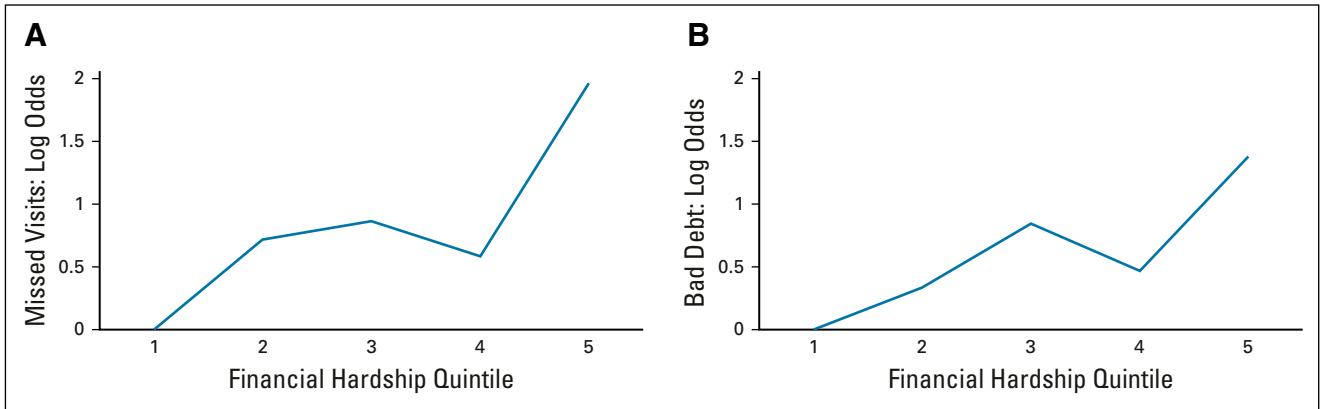 A
Missed Visits: Log Odds
2
1.5
1
0.5
0
1 2 3 4 5
Financial Hardship Quintile
B
Bad Debt: Log Odds
2
1.5
1
0.5
0
1 2 3 4 5
Financial Hardship Quintile